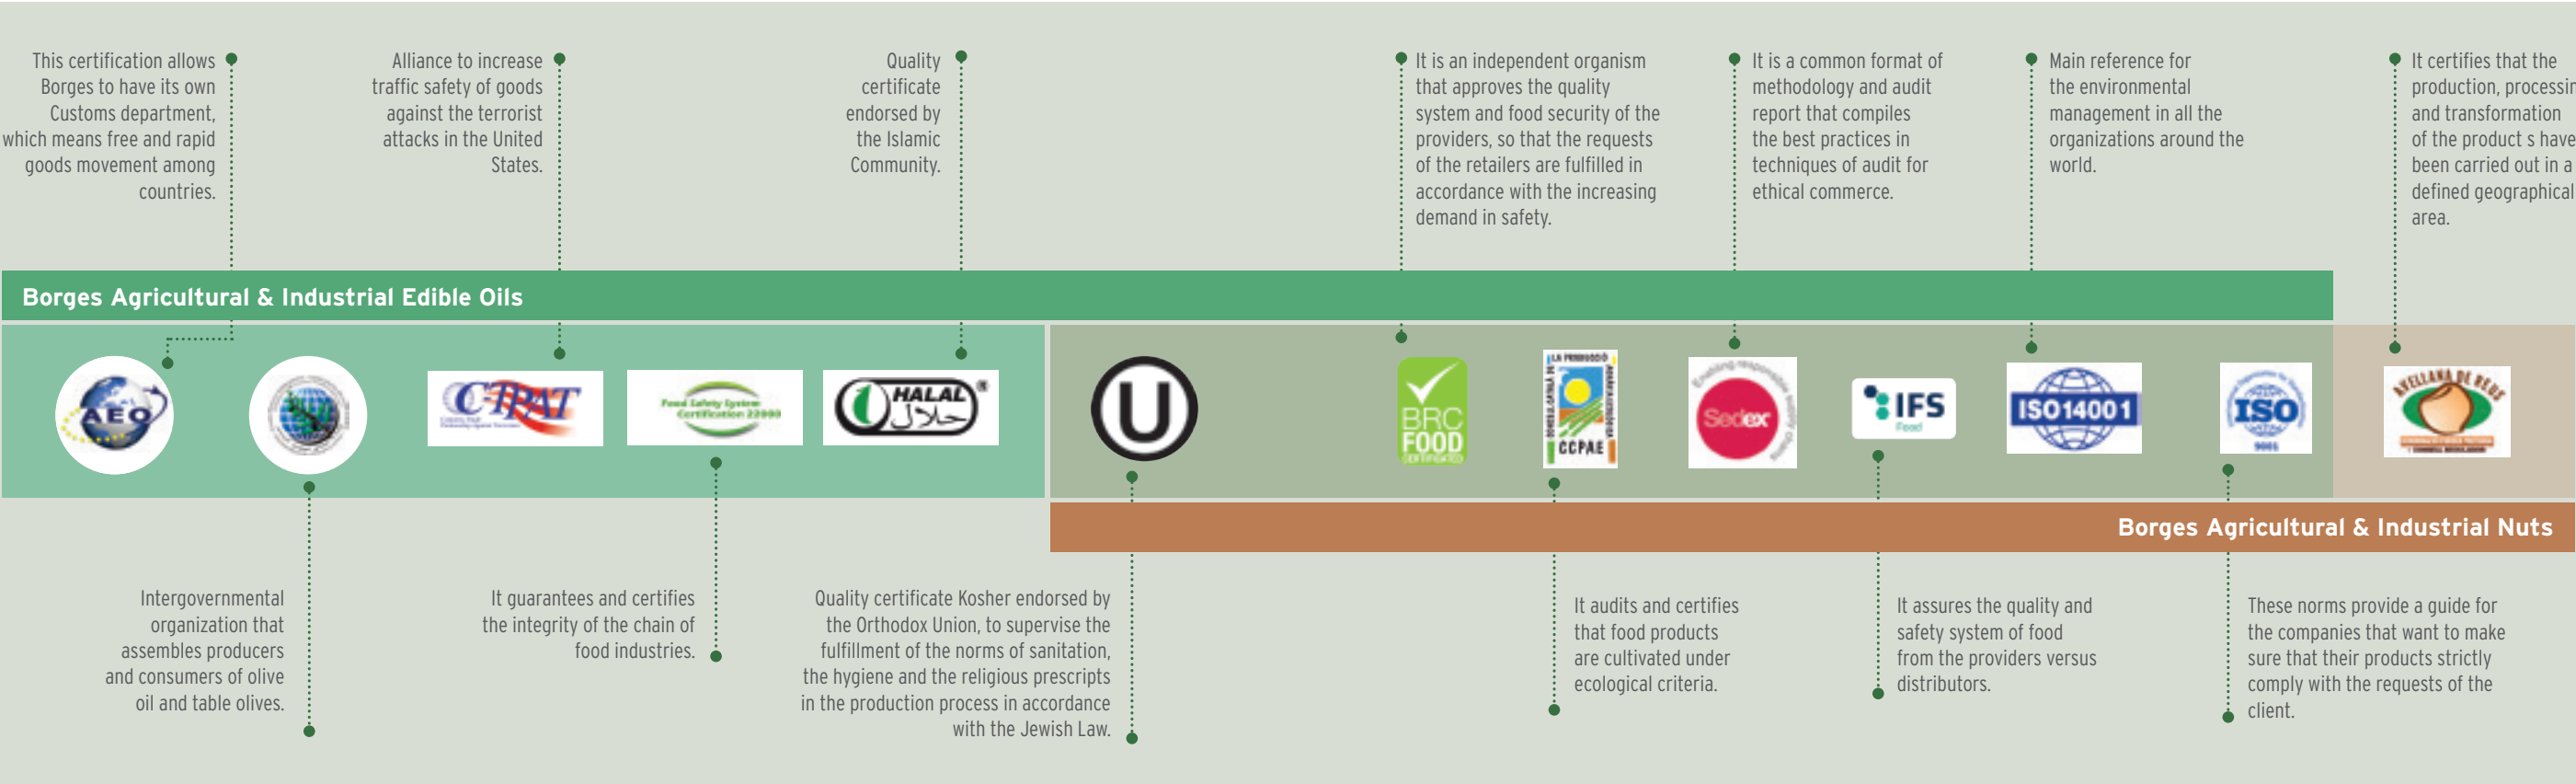 This certification allows
Borges to have its own
Customs department,
which means free and rapid
goods movement among
countries.
Alliance to increase
traffic safety of goods
against the terrorist
attacks in the United
States.
Quality
certificate
endorsed by
the Islamic
Community.
It is an independent organism
that approves the quality
system and food security of the
providers, so that the requests
of the retailers are fulfilled in
accordance with the increasing
demand in safety.
It is a common format of
methodology and audit
report that compiles
the best practices in
techniques of audit for
ethical commerce.
Main reference for
the environmental
management in all the
organizations around the
world.
It certifies that the
production, processin
and transformation
of the product s have
been carried out in a
defined geographical
area.
Borges Agricultural & Industrial Edible Oils
AEO
C-TPAT
Food Safety System
Certification 22000
HALAL
حلال
®
U
BRC
FOOD
CERTIFICATED
CCPAE
Enabling responsible supply chains
Sedex
IFS
Food
ISO14001
ISO
9001
AVELLANA DE REUS
Borges Agricultural & Industrial Nuts
Intergovernmental
organization that
assembles producers
and consumers of olive
oil and table olives.
It guarantees and certifies
the integrity of the chain of
food industries.
Quality certificate Kosher endorsed by
the Orthodox Union, to supervise the
fulfillment of the norms of sanitation,
the hygiene and the religious prescripts
in the production process in accordance
with the Jewish Law.
It audits and certifies
that food products
are cultivated under
ecological criteria.
It assures the quality and
safety system of food
from the providers versus
distributors.
These norms provide a guide for
the companies that want to make
sure that their products strictly
comply with the requests of the
client.